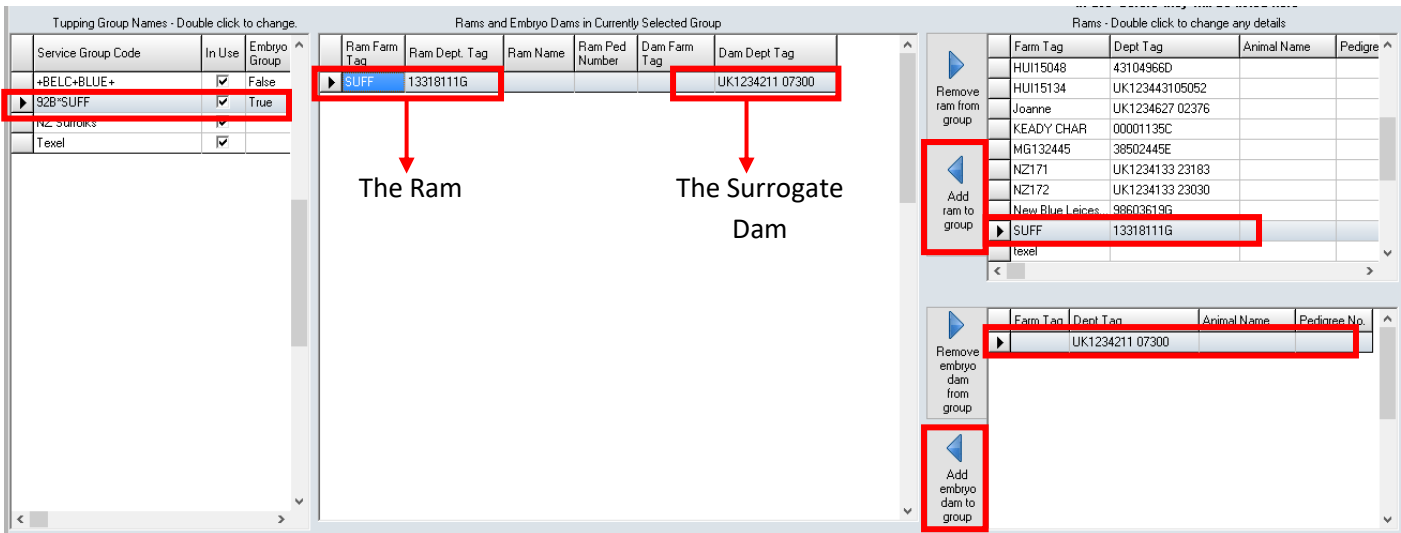 Tupping Group Names - Double click to change.
Service Group Code In Use Embryo Group
+BELC+BLUE+ False
92B*SUFF True
NZ Suffolks
Texel
Rams and Embryo Dams in Currently Selected Group
Ram Farm Tag Ram Dept. Tag Ram Name Ram Ped Number Dam Farm Tag Dam Dept Tag
SUFF 13318111G UK1234211 07300
The Ram
The Surrogate
Dam
Remove
ram from
group
Add
ram to
group
Rams - Double click to change any details
Farm Tag Dept Tag Animal Name Pedigre
HUI15048 43104966D
HUI15134 UK123443105052
Joanne UK1234627 02376
KEADY CHAR 00001135C
MG132445 38502445E
NZ171 UK1234133 23183
NZ172 UK1234133 23030
New Blue Leices.. 98603619G
SUFF 13318111G
texel
Remove
embryo
dam
from
group
Add
embryo
dam to
group
Farm Tag Dept Tag Animal Name Pedigree No.
UK1234211 07300